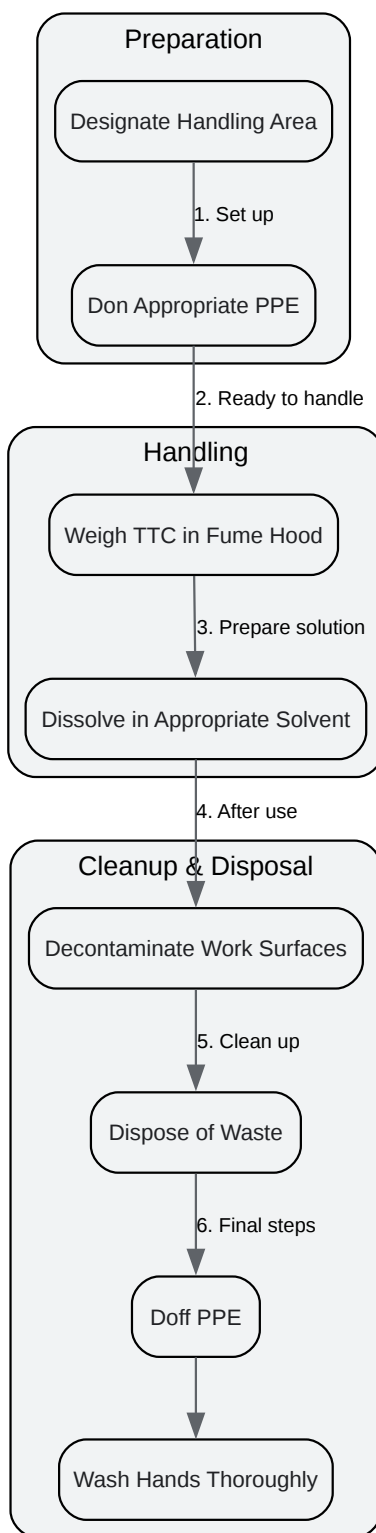 Preparation
Designate Handling Area
1. Set up
Don Appropriate PPE
2. Ready to handle
Handling
Weigh TTC in Fume Hood
3. Prepare solution
Dissolve in Appropriate Solvent
4. After use
Cleanup & Disposal
Decontaminate Work Surfaces
5. Clean up
Dispose of Waste
6. Final steps
Doff PPE
Wash Hands Thoroughly